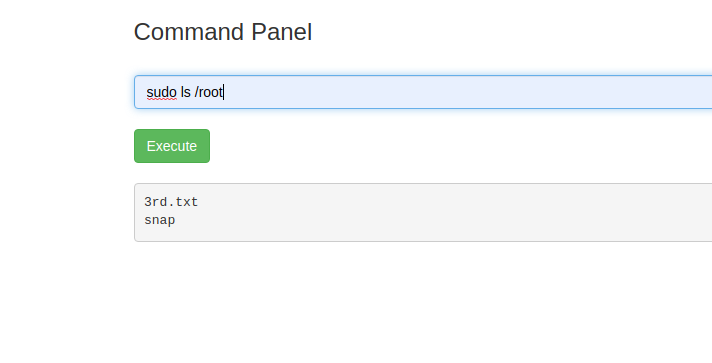 Command Panel
sudo ls /root
Execute
3rd.txt
snap